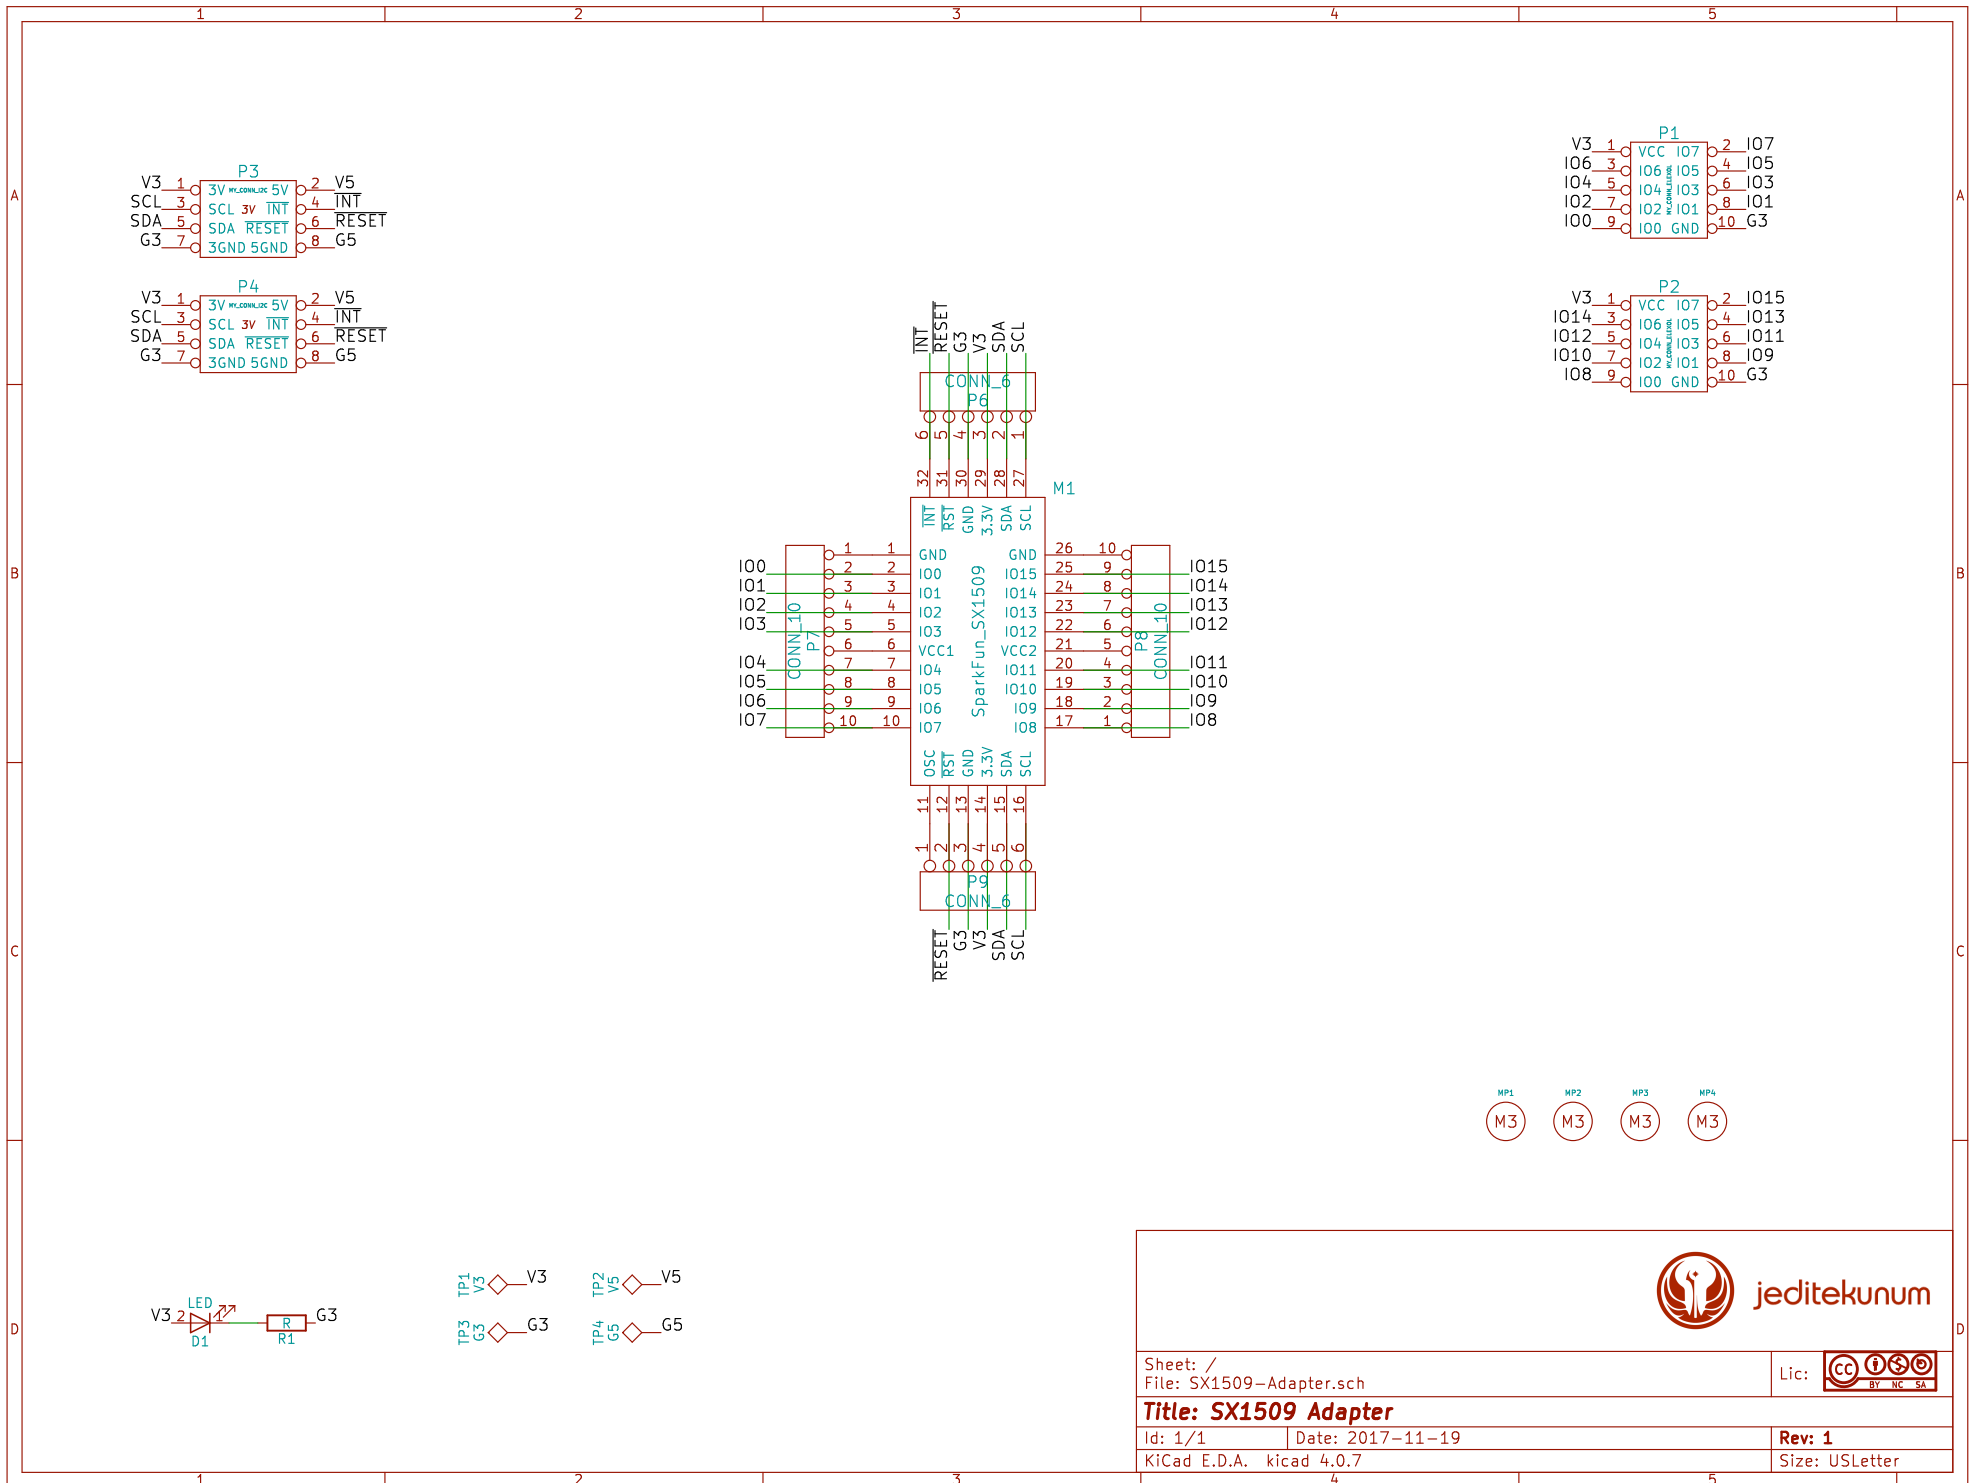 1 2 3 4 5
A A
B B
C C
D D
P3
V3 1 3V MY_CONN_I2C 5V 2 V5
SCL 3 SCL 3V INT 4 INT
SDA 5 SDA RESET 6 RESET
G3 7 3GND 5GND 8 G5
P4
V3 1 3V MY_CONN_I2C 5V 2 V5
SCL 3 SCL 3V INT 4 INT
SDA 5 SDA RESET 6 RESET
G3 7 3GND 5GND 8 G5
P1
V3 1 VCC IO7 2 IO7
IO6 3 IO6 IO5 4 IO5
IO4 5 IO4 IO3 6 IO3
IO2 7 IO2 IO1 8 IO1
IO0 9 IO0 GND 10 G3
MY_CONN_ELEXOL
P2
V3 1 VCC IO7 2 IO15
IO14 3 IO6 IO5 4 IO13
IO12 5 IO4 IO3 6 IO11
IO10 7 IO2 IO1 8 IO9
IO8 9 IO0 GND 10 G3
MY_CONN_ELEXOL
INT RESET G3 V3 SDA SCL
CONN_6
P6
6 5 4 3 2 1
32 31 30 29 28 27
M1
INT RST GND 3.3V SDA SCL
1 1 GND GND 26 10
IO0 2 2 IO0 IO15 25 9 IO15
IO1 3 3 IO1 IO14 24 8 IO14
IO2 4 4 IO2 IO13 23 7 IO13
IO3 5 5 IO3 IO12 22 6 IO12
6 6 VCC1 VCC2 21 5
IO4 7 7 IO4 IO11 20 4 IO11
IO5 8 8 IO5 IO10 19 3 IO10
IO6 9 9 IO6 IO9 18 2 IO9
IO7 10 10 IO7 IO8 17 1 IO8
CONN_10
P7
SparkFun_SX1509
P8
CONN_10
OSC RST GND 3.3V SDA SCL
11 12 13 14 15 16
1 2 3 4 5 6
P9
CONN_6
RESET G3 V3 SDA SCL
MP1 MP2 MP3 MP4
M3 M3 M3 M3
LED
V3 2 1 R G3
D1 R1
TP1 V3 V3
TP2 V5 V5
TP3 G3 G3
TP4 G5 G5
jeditekunum
Sheet: /
File: SX1509-Adapter.sch
Lic: CC BY NC SA
Title: SX1509 Adapter
Id: 1/1 Date: 2017-11-19 Rev: 1
KiCad E.D.A. kicad 4.0.7 Size: USLetter
1 2 3 4 5